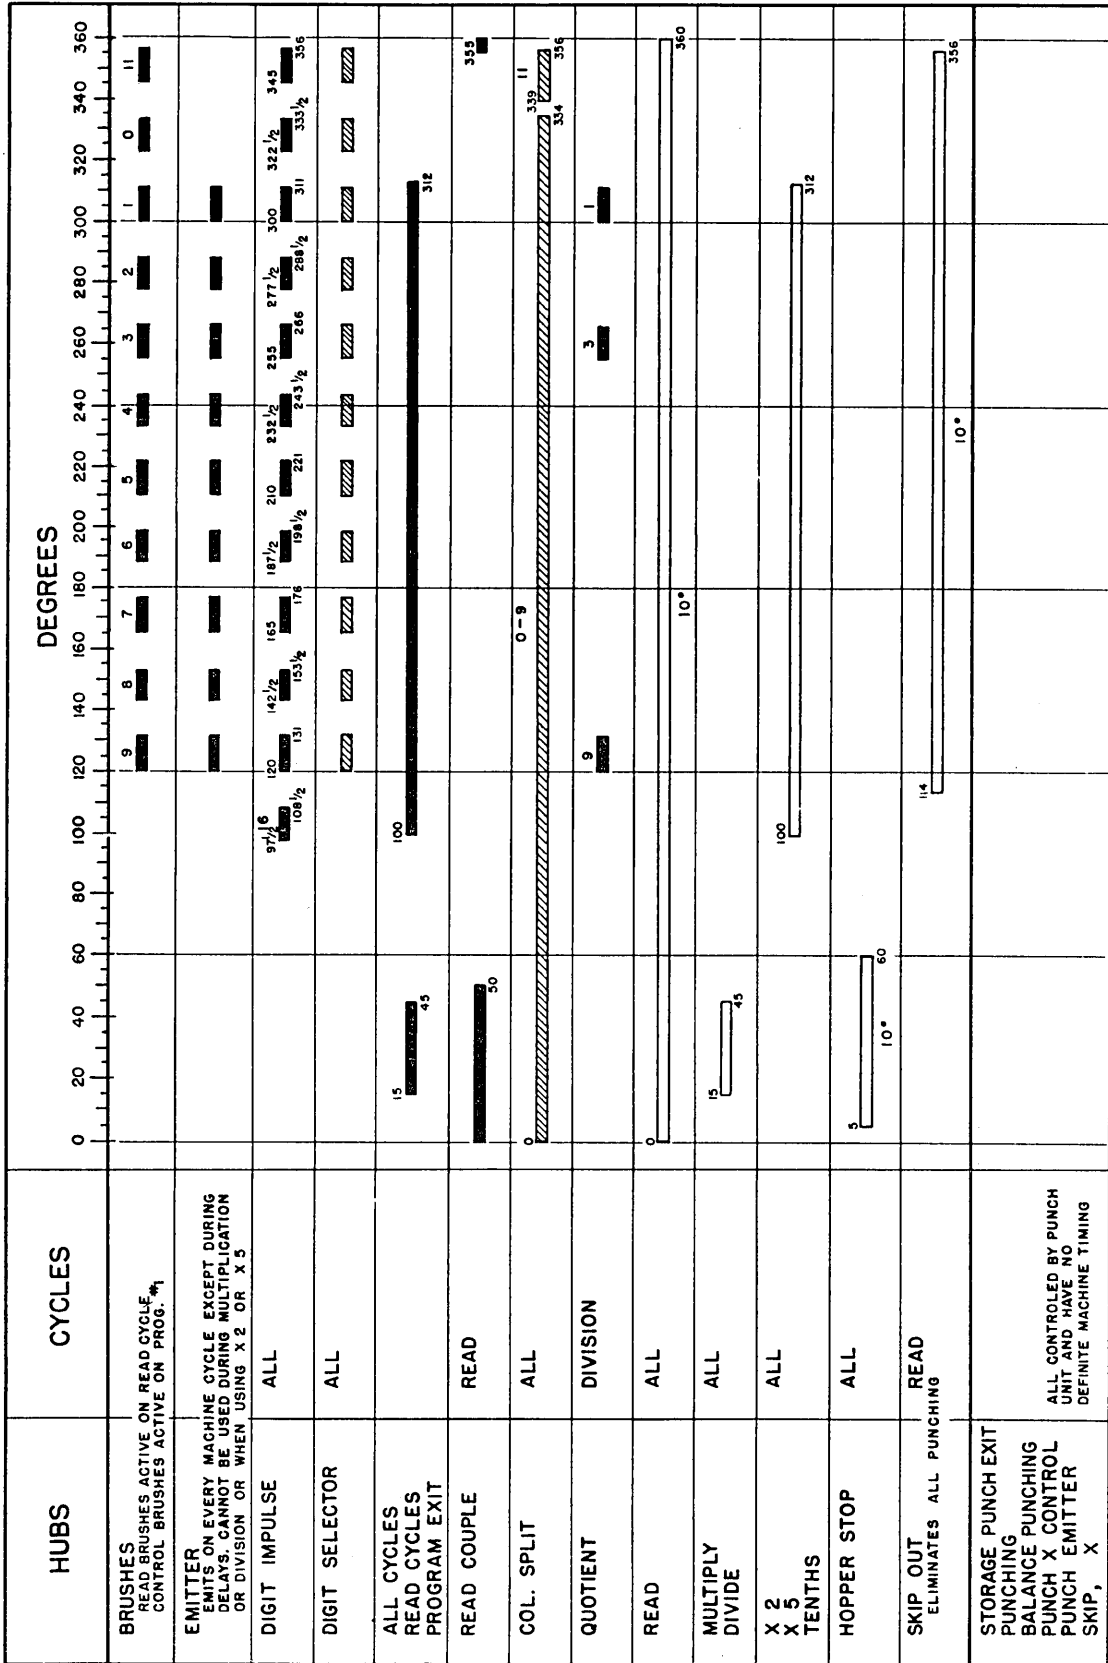 HUBS
CYCLES
DEGREES
0 20 40 60 80 100 120 140 160 180 200 220 240 260 280 300 320 340 360
BRUSHES
READ BRUSHES ACTIVE ON READ CYCLE
CONTROL BRUSHES ACTIVE ON PROG. #1
9 8 7 6 5 4 3 2 1 0 11
EMITTER
EMITS ON EVERY MACHINE CYCLE EXCEPT DURING
DELAYS. CANNOT BE USED DURING MULTIPLICATION
OR DIVISION OR WHEN USING X 2 OR X 5
DIGIT IMPULSE
ALL
97 1/2 16 120 142 1/2 165 187 1/2 210 232 1/2 255 277 1/2 300 322 1/2 345
108 1/2 131 153 1/2 176 198 1/2 221 243 1/2 266 288 1/2 311 333 1/2 356
DIGIT SELECTOR
ALL
ALL CYCLES
READ CYCLES
PROGRAM EXIT
15 45 100 312
READ COUPLE
READ
50 355
COL. SPLIT
ALL
0 0-9 334 339 11 356
QUOTIENT
DIVISION
9 3 1
READ
ALL
0 10° 360
MULTIPLY
DIVIDE
ALL
15 45
X 2
X 5
TENTHS
ALL
100 312
HOPPER STOP
ALL
5 10° 60
SKIP OUT
ELIMINATES ALL PUNCHING
READ
114 10° 356
STORAGE PUNCH EXIT
PUNCHING
BALANCE PUNCHING
PUNCH X CONTROL
PUNCH EMITTER
SKIP, X
ALL CONTROLED BY PUNCH
UNIT AND HAVE NO
DEFINITE MACHINE TIMING